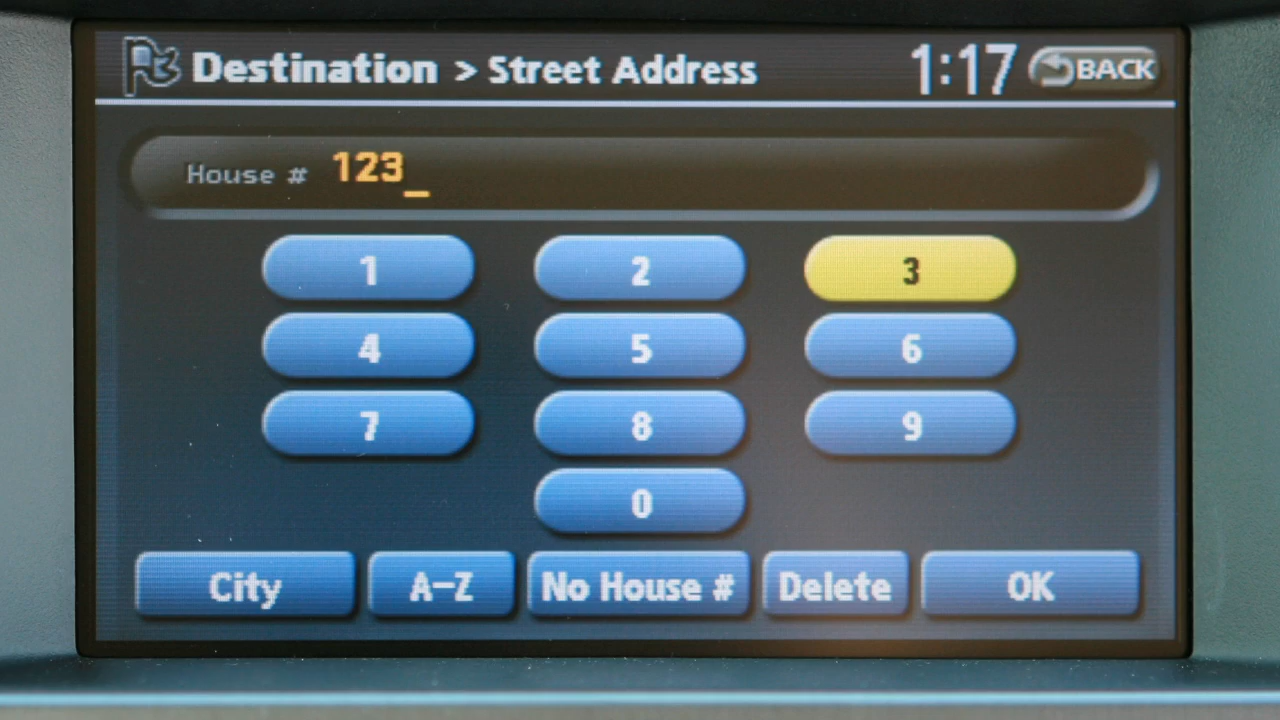 Destination > Street Address 1:17 BACK
House # 123_
1 2 3
4 5 6
7 8 9
0
City A-Z No House # Delete OK